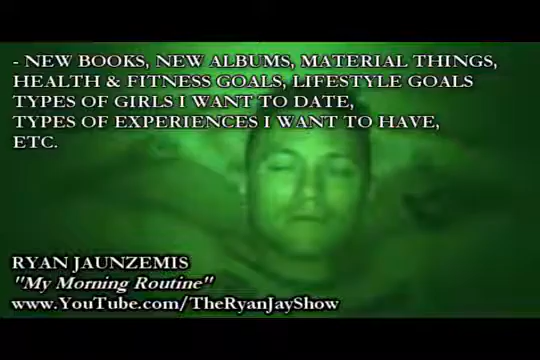 - NEW BOOKS, NEW ALBUMS, MATERIAL THINGS,
HEALTH & FITNESS GOALS, LIFESTYLE GOALS
TYPES OF GIRLS I WANT TO DATE,
TYPES OF EXPERIENCES I WANT TO HAVE,
ETC.
RYAN JAUNZEMIS
"My Morning Routine"
www.YouTube.com/TheRyanJayShow